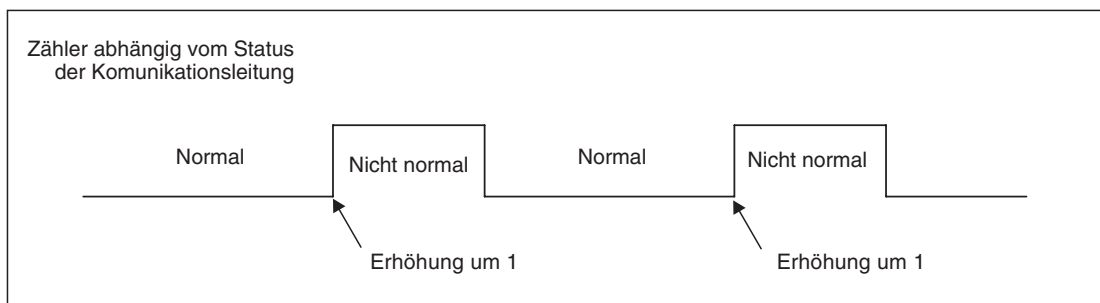 Zähler abhängig vom Status
der Komunikationsleitung
Normal
Nicht normal
Normal
Nicht normal
Erhöhung um 1
Erhöhung um 1